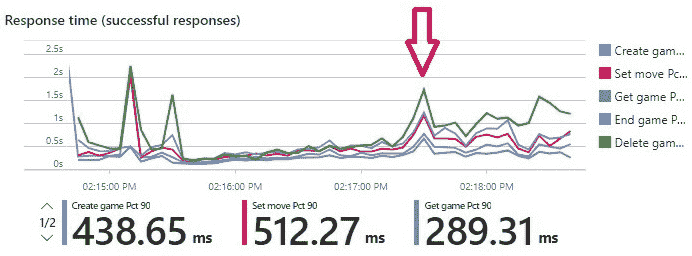 Response time (successful responses)
2.5s
2s
1.5s
1s
0.5s
0s
02:15:00 PM 02:16:00 PM 02:17:00 PM 02:18:00 PM
Create gam...
Set move Pc...
Get game P...
End game P...
Delete gam...
1/2
Create game Pct 90
438.65 ms
Set move Pct 90
512.27 ms
Get game Pct 90
289.31 ms